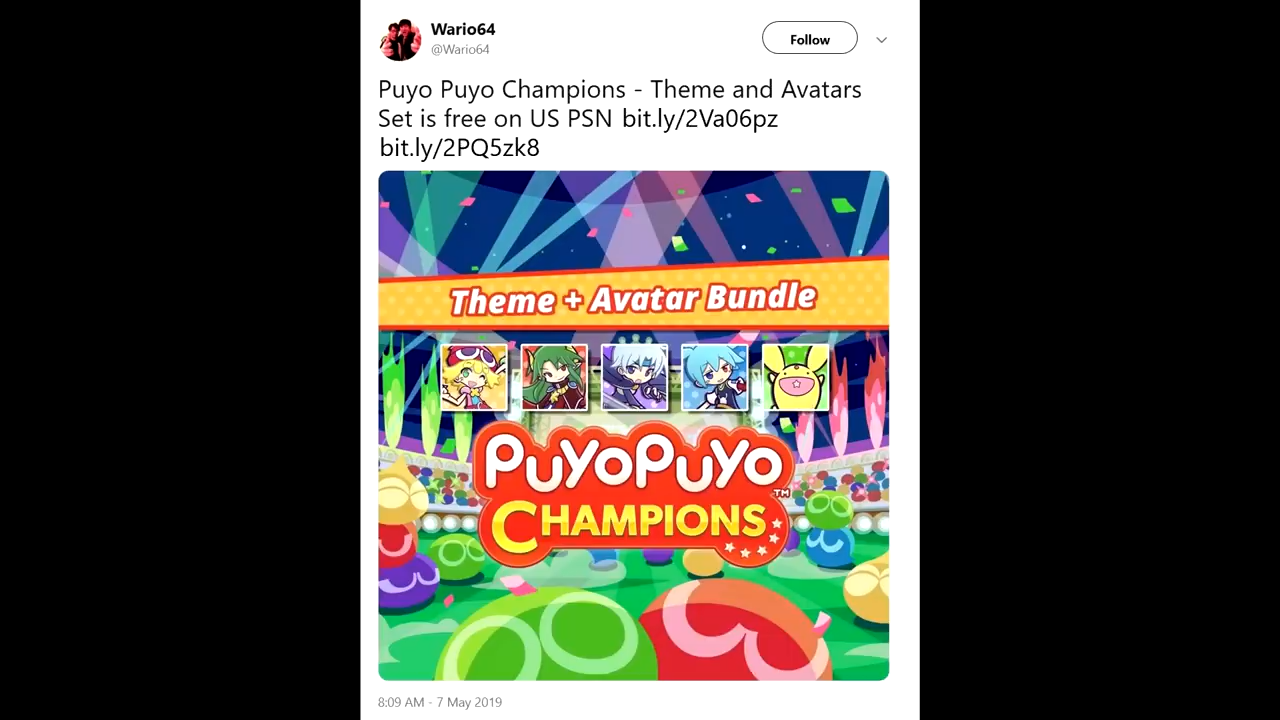 Wario64
@Wario64
Follow
Puyo Puyo Champions - Theme and Avatars
Set is free on US PSN bit.ly/2Va06pz
bit.ly/2PQ5zk8
Theme + Avatar Bundle
PUYOPUYO
TM
CHAMPIONS
8:09 AM - 7 May 2019